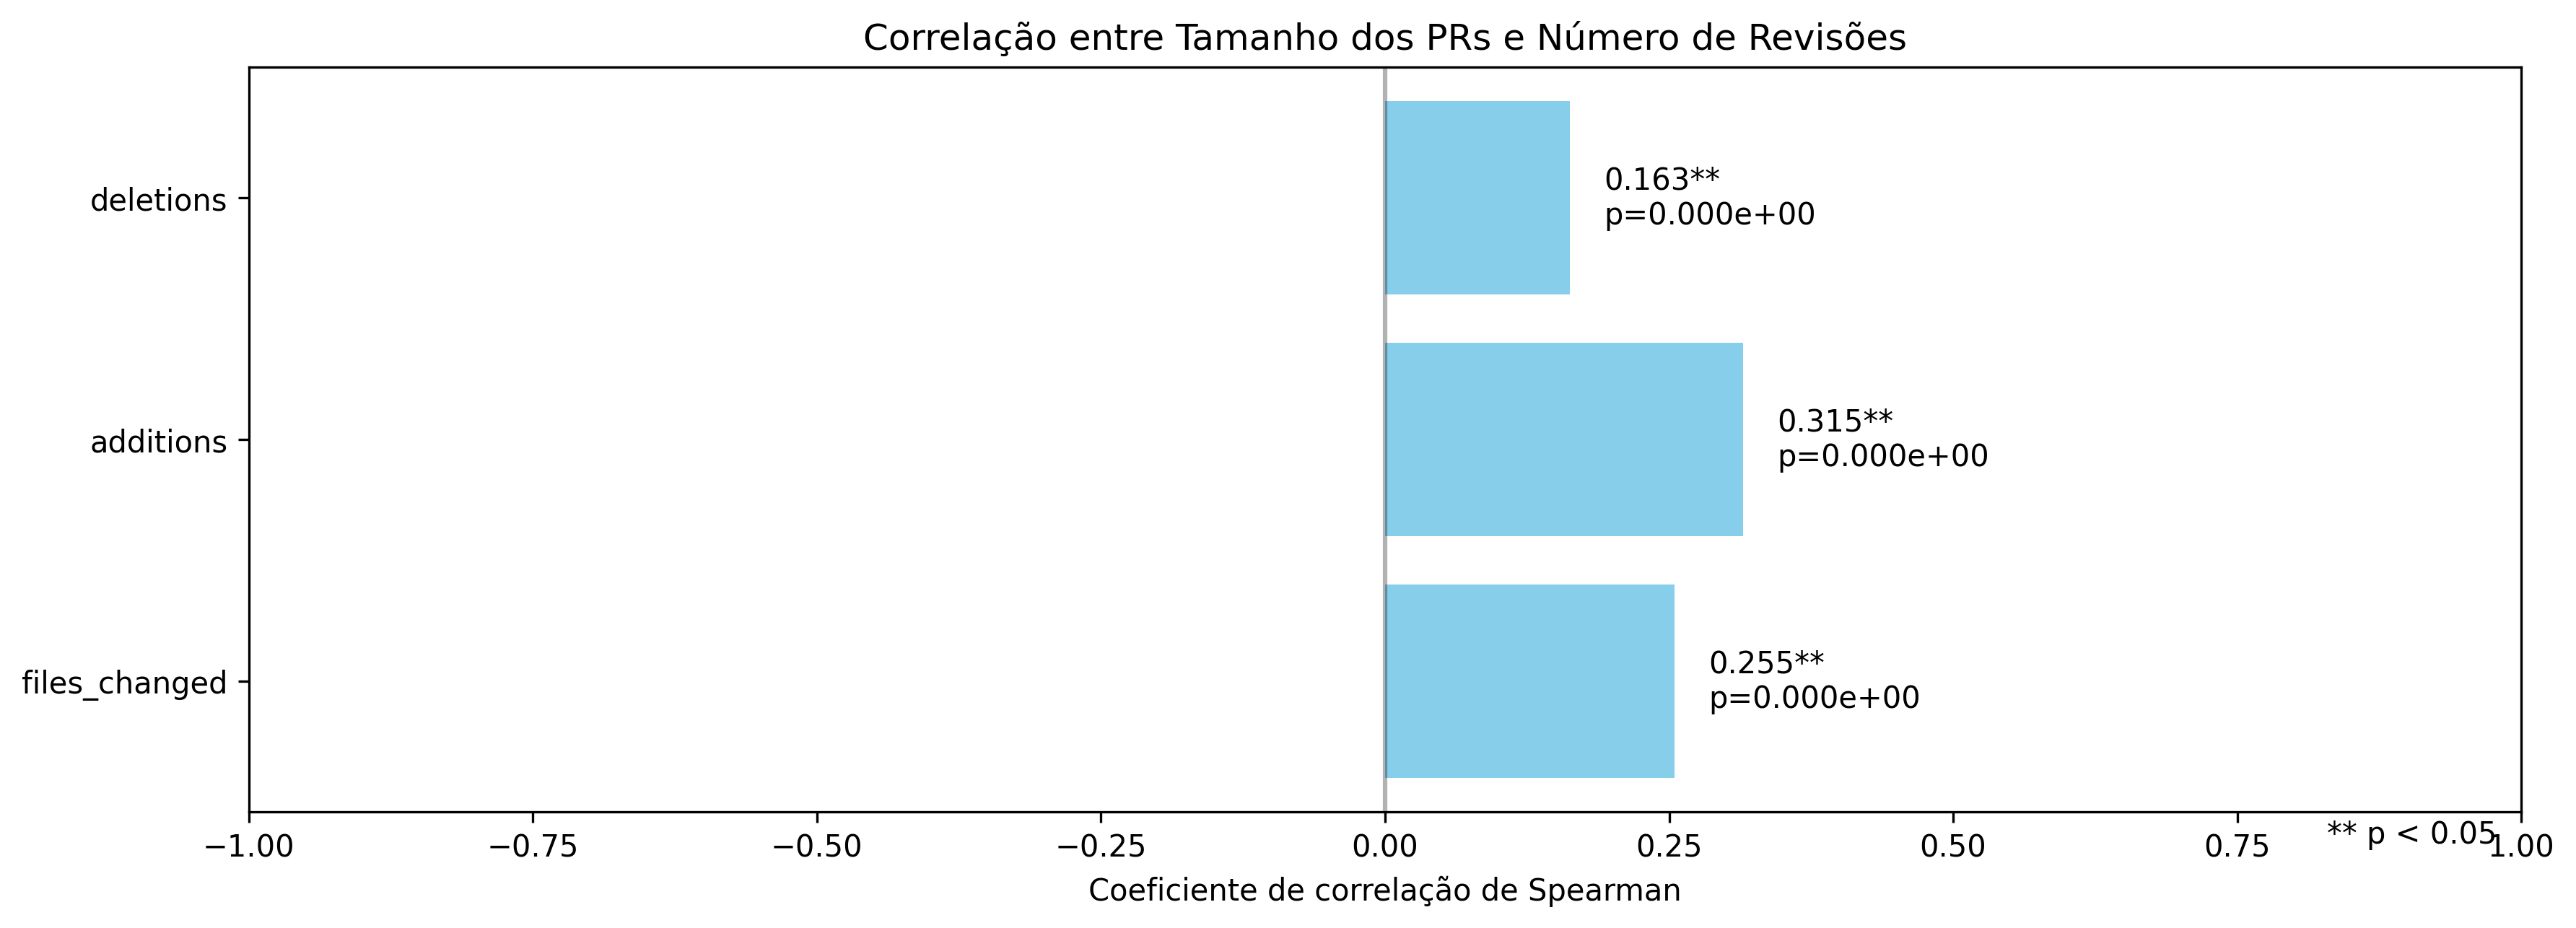 Correlação entre Tamanho dos PRs e Número de Revisões
deletions
0.163**
p=0.000e+00
additions
0.315**
p=0.000e+00
files_changed
0.255**
p=0.000e+00
−1.00 −0.75 −0.50 −0.25 0.00 0.25 0.50 0.75 1.00
** p < 0.05
Coeficiente de correlação de Spearman